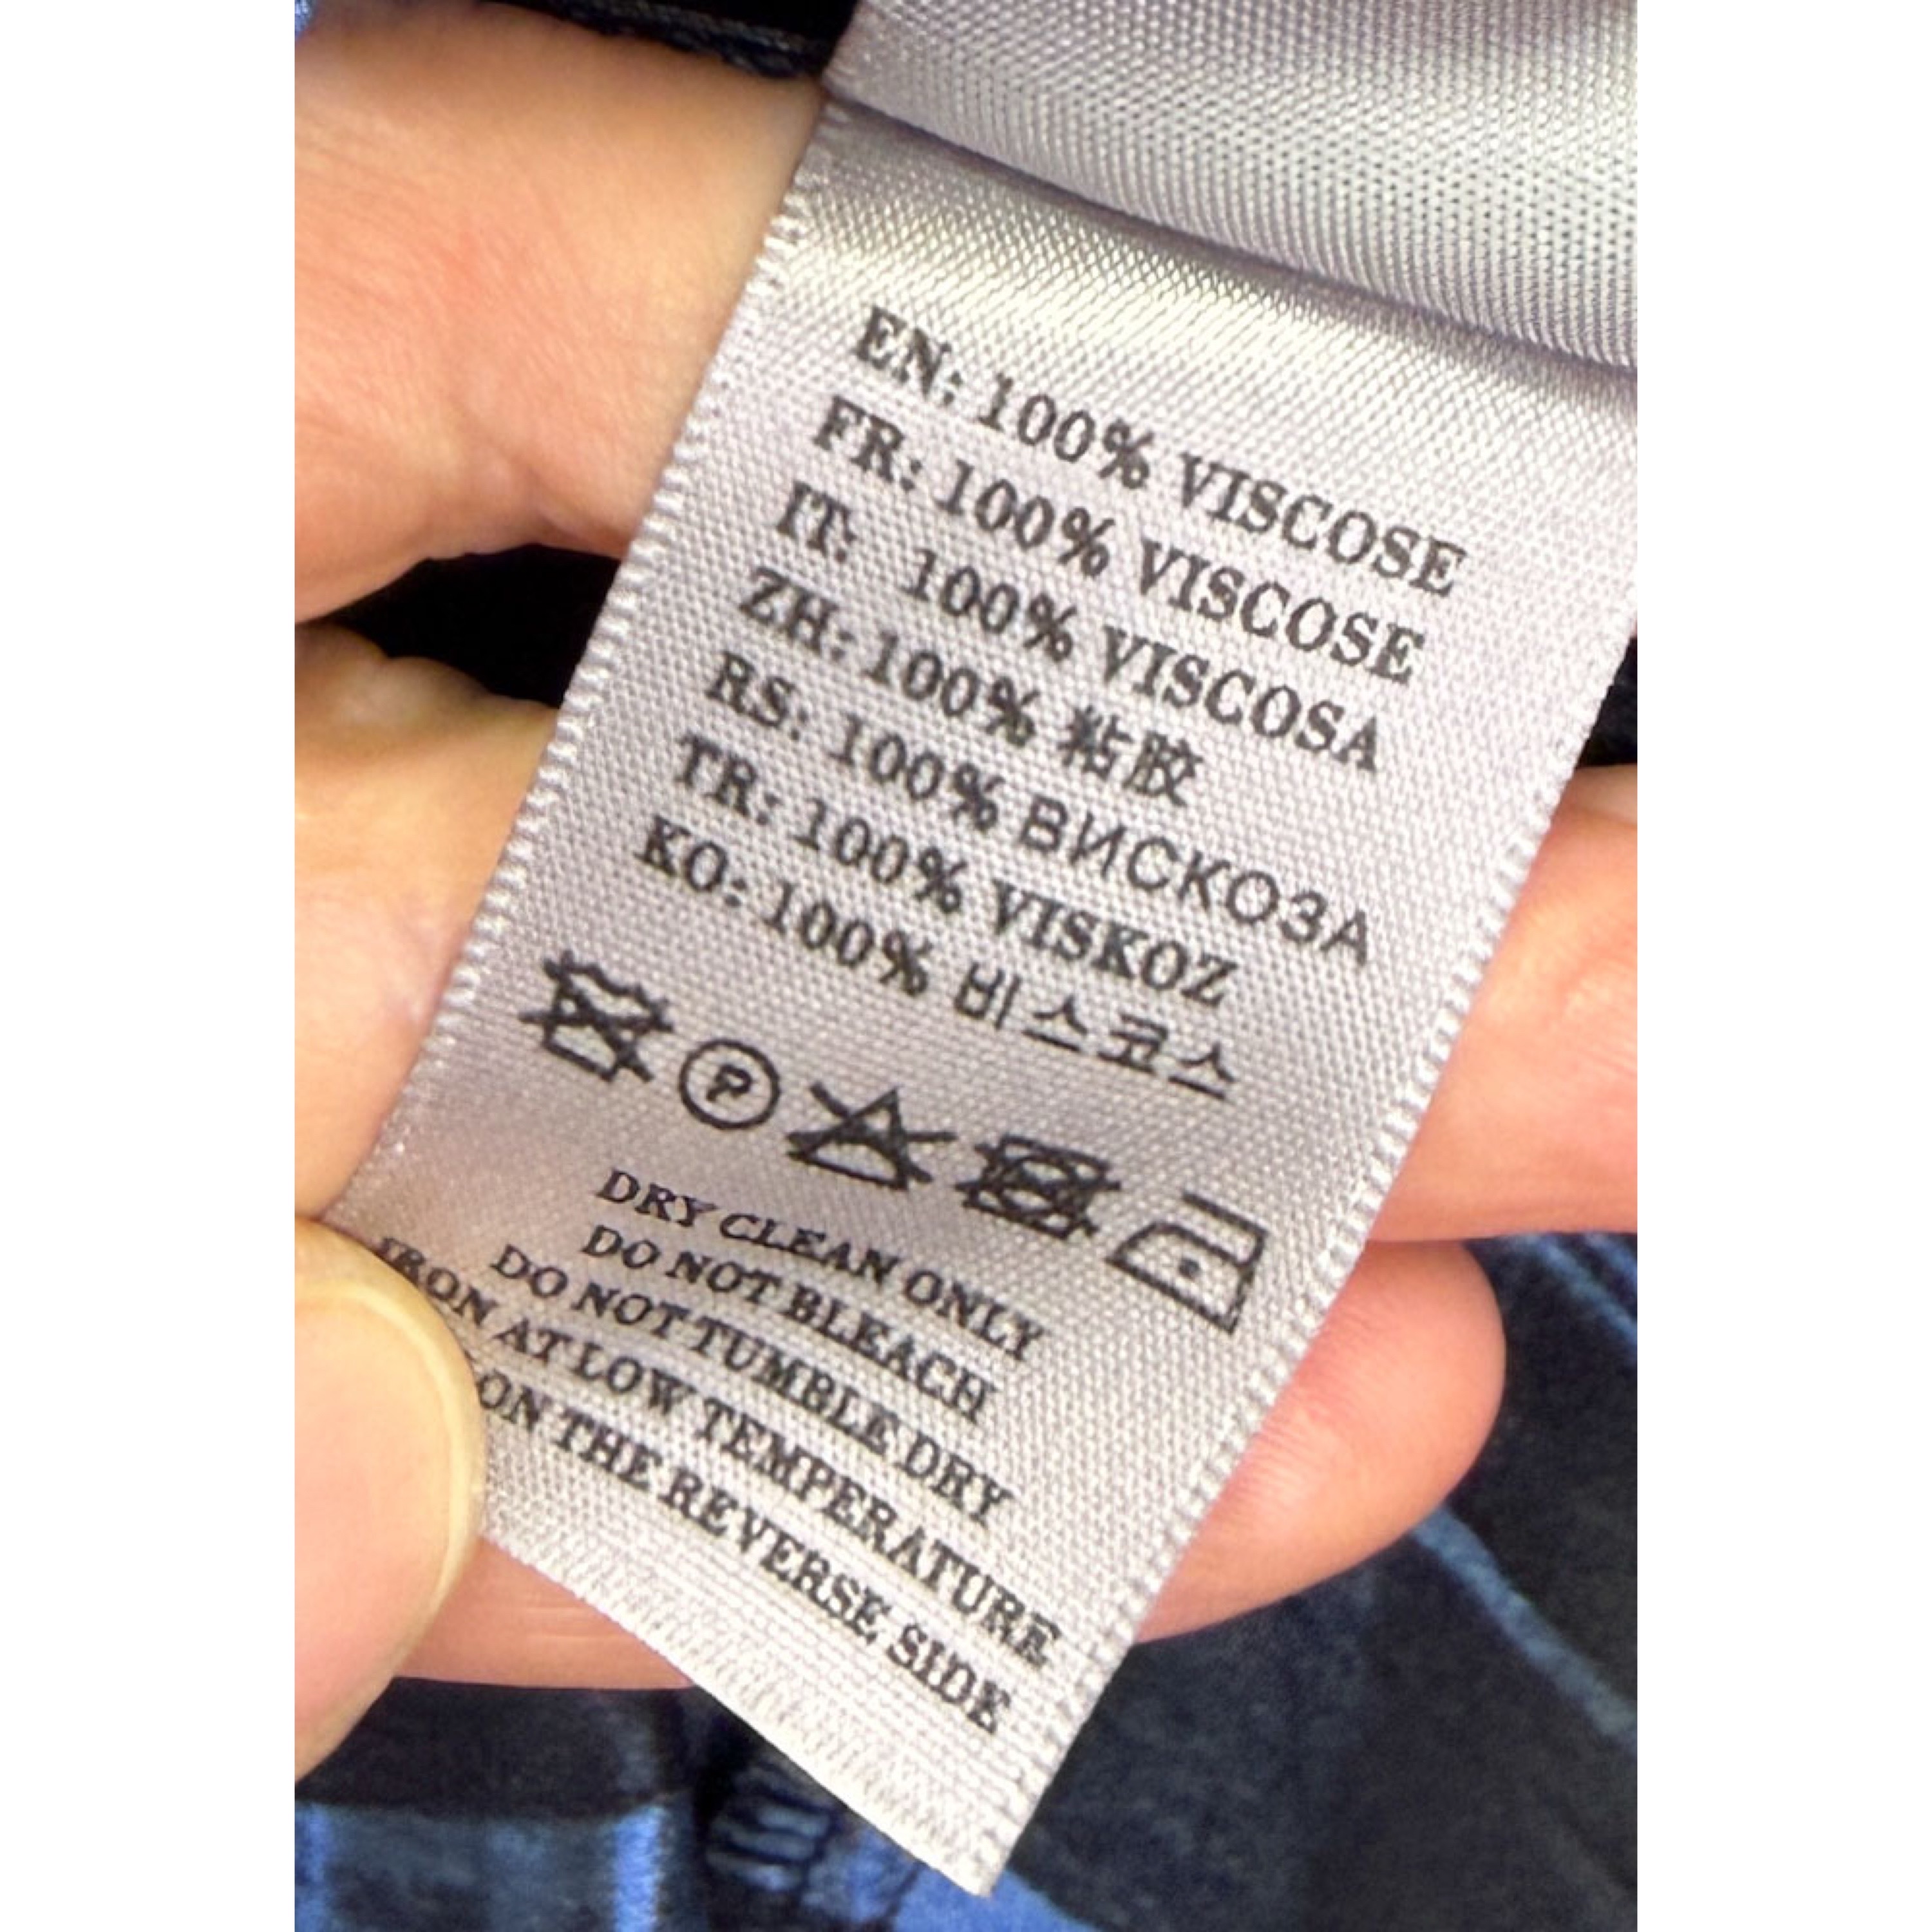 EN: 100% VISCOSE
FR: 100% VISCOSE
IT: 100% VISCOSA
ZH: 100% 粘胶
RS: 100% ВИСКОЗА
TR: 100% VISKOZ
KO: 100% 비스코스
P
DRY CLEAN ONLY
DO NOT BLEACH
DO NOT TUMBLE DRY
IRON AT LOW TEMPERATURE
ON THE REVERSE SIDE